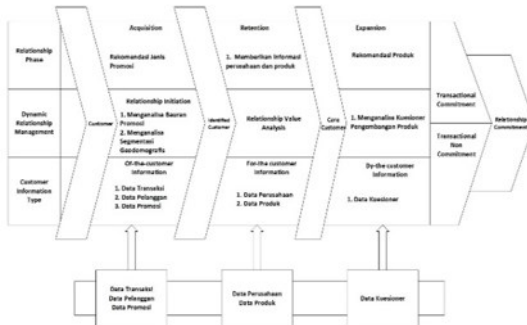 Relationship
Phase
Acquisition
Rakomandasi Jenis
Promosi
Retention
1. Memberikan Informasi
perusahaan dan produk
Expansion
Rakomandasi Produk
Dynamic
Relationship
Management
Customer
Relationship Initiation
1. Menganalisa Bauran
Promosi
2. Menganalisa
Segmentasi
Geodomografis
Identified
Customer
Relationship Value
Analysis
Core
Customer
1. Menganalisa Kuesioner
Pengembangan Produk
Transactional
Commitment
Transactional
Non
Commitment
Relationship
Commitment
Customer
Information
Type
Of-the-customer
Information
1. Data Transaksi
2. Data Pelanggan
3. Data Promosi
For-the customer
Information
1. Data Perusahaan
2. Data Produk
By-the customer
Information
1. Data Kuesioner
Data Transaksi
Data Pelanggan
Data Promosi
Data Perusahaan
Data Produk
Data Kuesioner